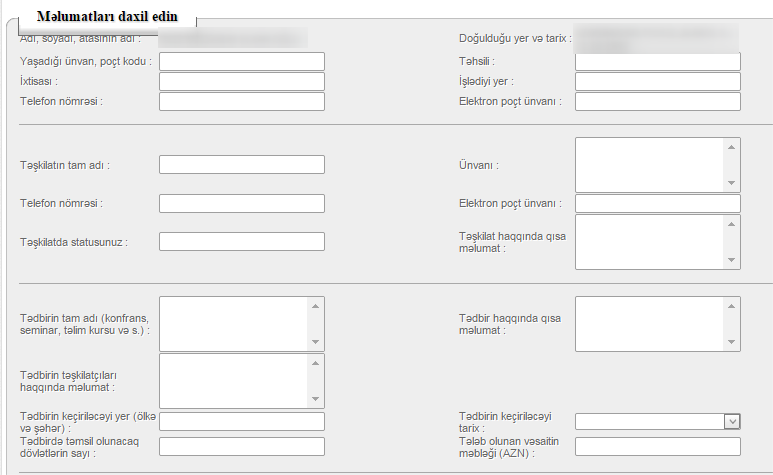 Məlumatları daxil edin
Adı, soyadı, atasının adı :
Doğulduğu yer və tarix :
Yaşadığı ünvan, poçt kodu :
Təhsili :
İxtisası :
İşlədiyi yer :
Telefon nömrəsi :
Elektron poçt ünvanı :
Təşkilatın tam adı :
Ünvanı :
Telefon nömrəsi :
Elektron poçt ünvanı :
Təşkilatda statusunuz :
Təşkilat haqqında qısa
məlumat :
Tədbirin tam adı (konfrans,
seminar, təlim kursu və s.) :
Tədbir haqqında qısa
məlumat :
Tədbirin təşkilatçıları
haqqında məlumat :
Tədbirin keçiriləcəyi yer (ölkə
və şəhər) :
Tədbirin keçiriləcəyi
tarix :
Tədbirdə təmsil olunacaq
dövlətlərin sayı :
Tələb olunan vəsaitin
məbləği (AZN) :